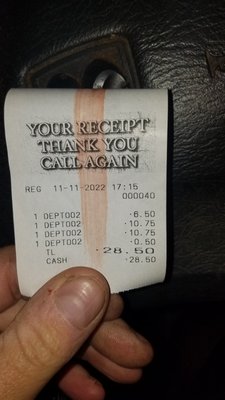 YOUR RECEIPT
THANK YOU
CALL AGAIN
REG 11-11-2022 17:15
000040
1 DEPT002 ·6.50
1 DEPT002 ·10.75
1 DEPT002 ·10.75
1 DEPT002 ·0.50
TL ·28.50
CASH ·28.50